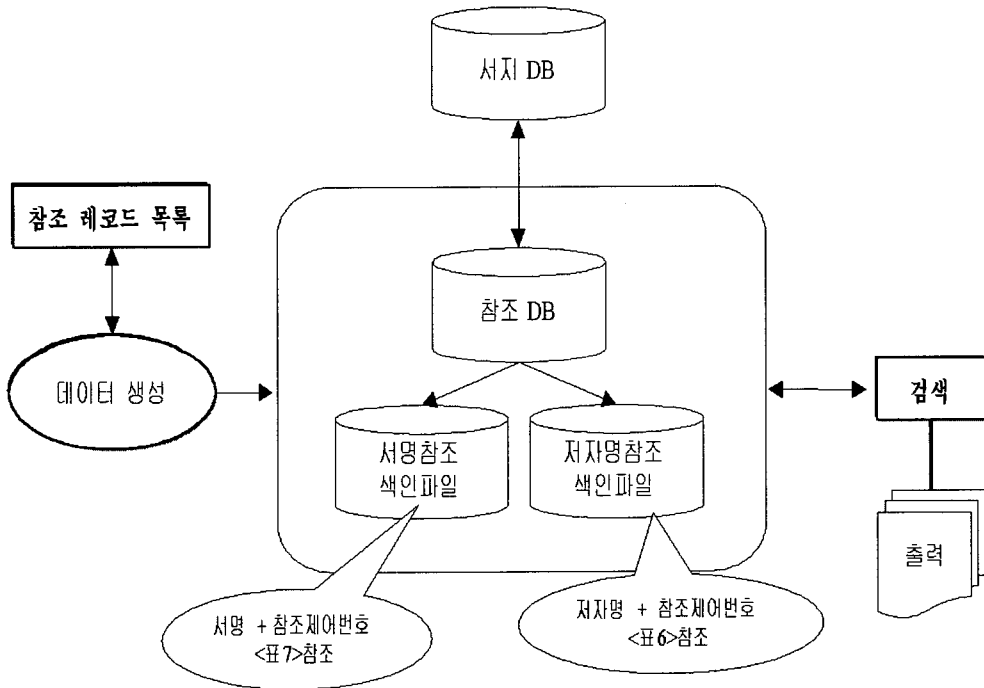 서지 DB
참조 레코드 목록
참조 DB
데이터 생성
검색
서명참조
색인파일
저자명참조
색인파일
출력
서명 + 참조제어번호
<표7>참조
저자명 + 참조제어번호
<표6>참조